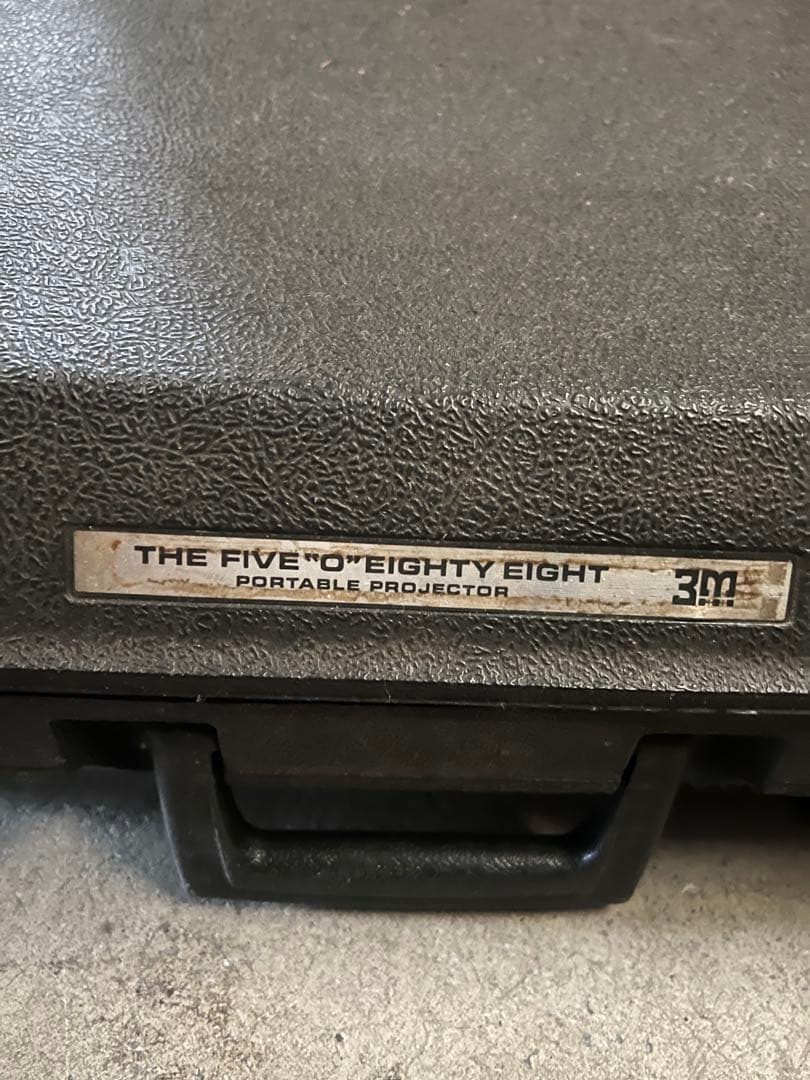 THE FIVE "O" EIGHTY EIGHT
PORTABLE PROJECTOR
3M